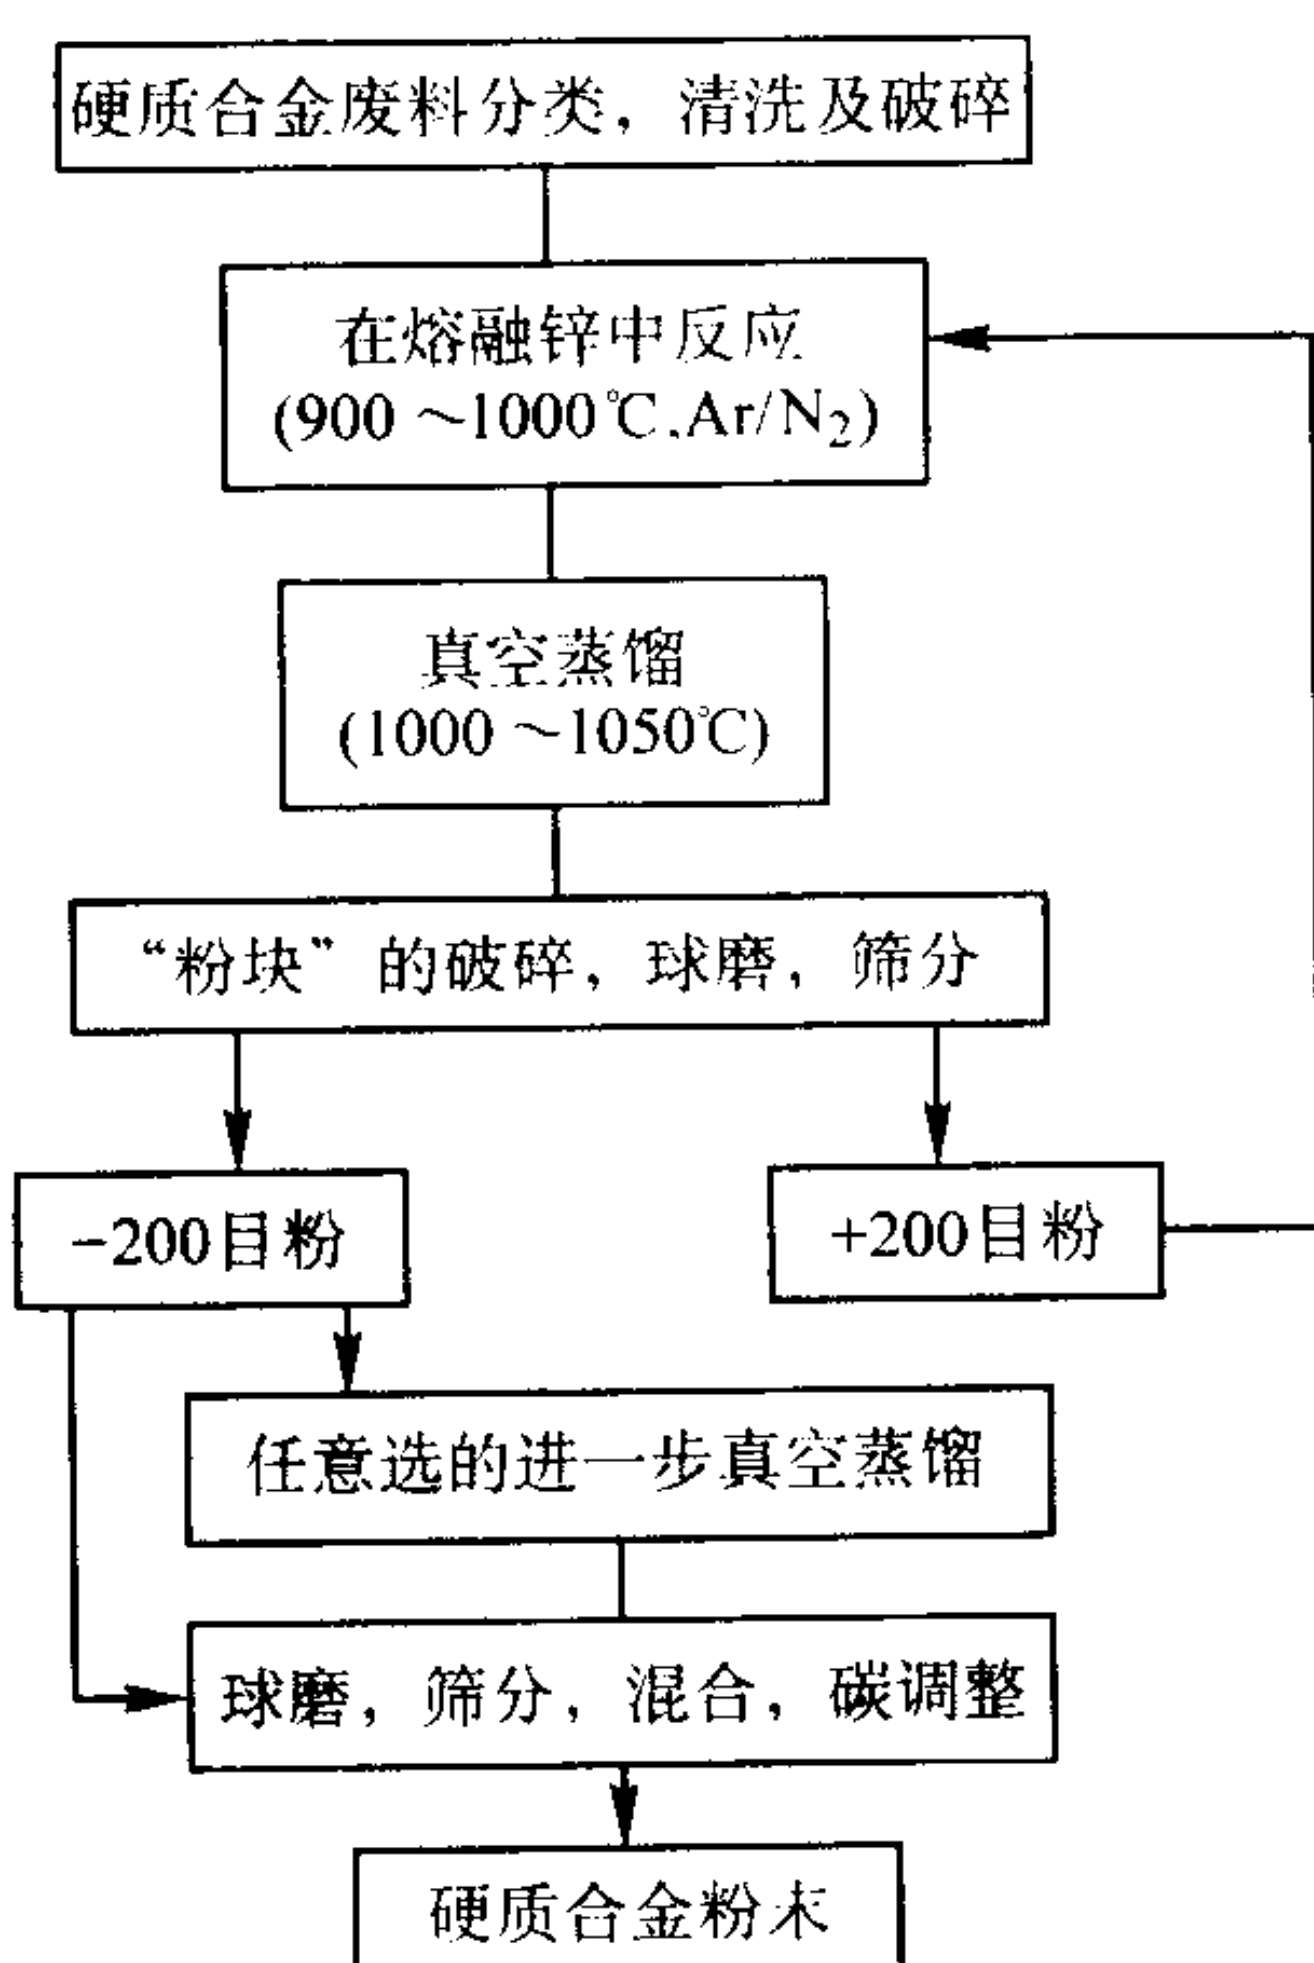 硬质合金废料分类，清洗及破碎
在熔融锌中反应
(900～1000℃.Ar/N₂)
真空蒸馏
(1000～1050℃)
“粉块”的破碎，球磨，筛分
-200目粉
+200目粉
任意选的进一步真空蒸馏
球磨，筛分，混合，碳调整
硬质合金粉末